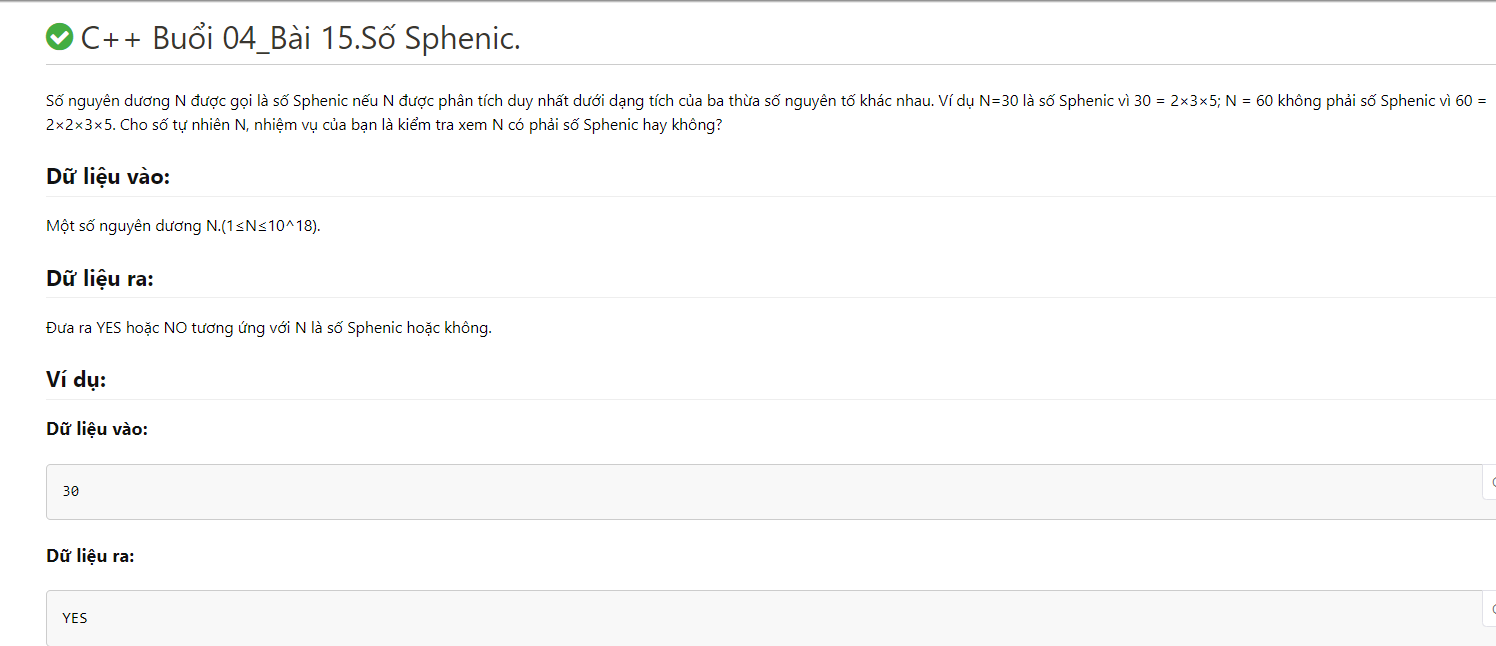 C++ Buổi 04_Bài 15.Số Sphenic.
Số nguyên dương N được gọi là số Sphenic nếu N được phân tích duy nhất dưới dạng tích của ba thừa số nguyên tố khác nhau. Ví dụ N=30 là số Sphenic vì 30 = 2×3×5; N = 60 không phải số Sphenic vì 60 =
2×2×3×5. Cho số tự nhiên N, nhiệm vụ của bạn là kiểm tra xem N có phải số Sphenic hay không?
Dữ liệu vào:
Một số nguyên dương N.(1≤N≤10^18).
Dữ liệu ra:
Đưa ra YES hoặc NO tương ứng với N là số Sphenic hoặc không.
Ví dụ:
Dữ liệu vào:
30
Dữ liệu ra:
YES